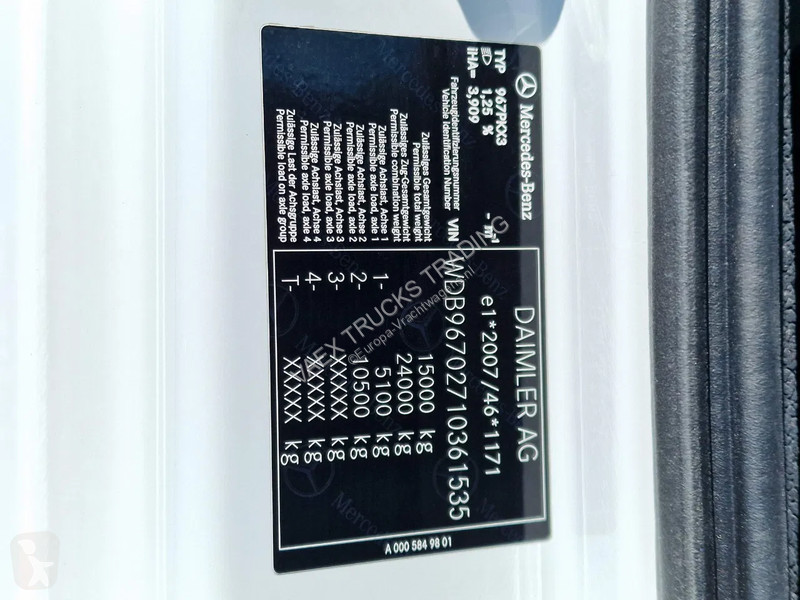 Mercedes-Benz
TYP 967PKX3
1,25 % - m-1
iHA= 3,909
DAIMLER AG
e1*2007/46*1171
Fahrzeugidentifizierungsnummer
Vehicle Identification Number
VIN WDB96702710361535
Zulässiges Gesamtgewicht
Permissible total weight
15000 kg
Zulässiges Zug-Gesamtgewicht
Permissible combination weight
24000 kg
Zulässige Achslast, Achse 1
Permissible axle load, axle 1
1- 5100 kg
Zulässige Achslast, Achse 2
Permissible axle load, axle 2
2- 10500 kg
Zulässige Achslast, Achse 3
Permissible axle load, axle 3
3- XXXXX kg
Zulässige Achslast, Achse 4
Permissible axle load, axle 4
4- XXXXX kg
Zulässige Last der Achsgruppe
Permissible load on axle group
T- XXXXX kg
A 000 584 98 01
VAEX TRUCKS TRADING
©Europa-Vrachtwagen.nl